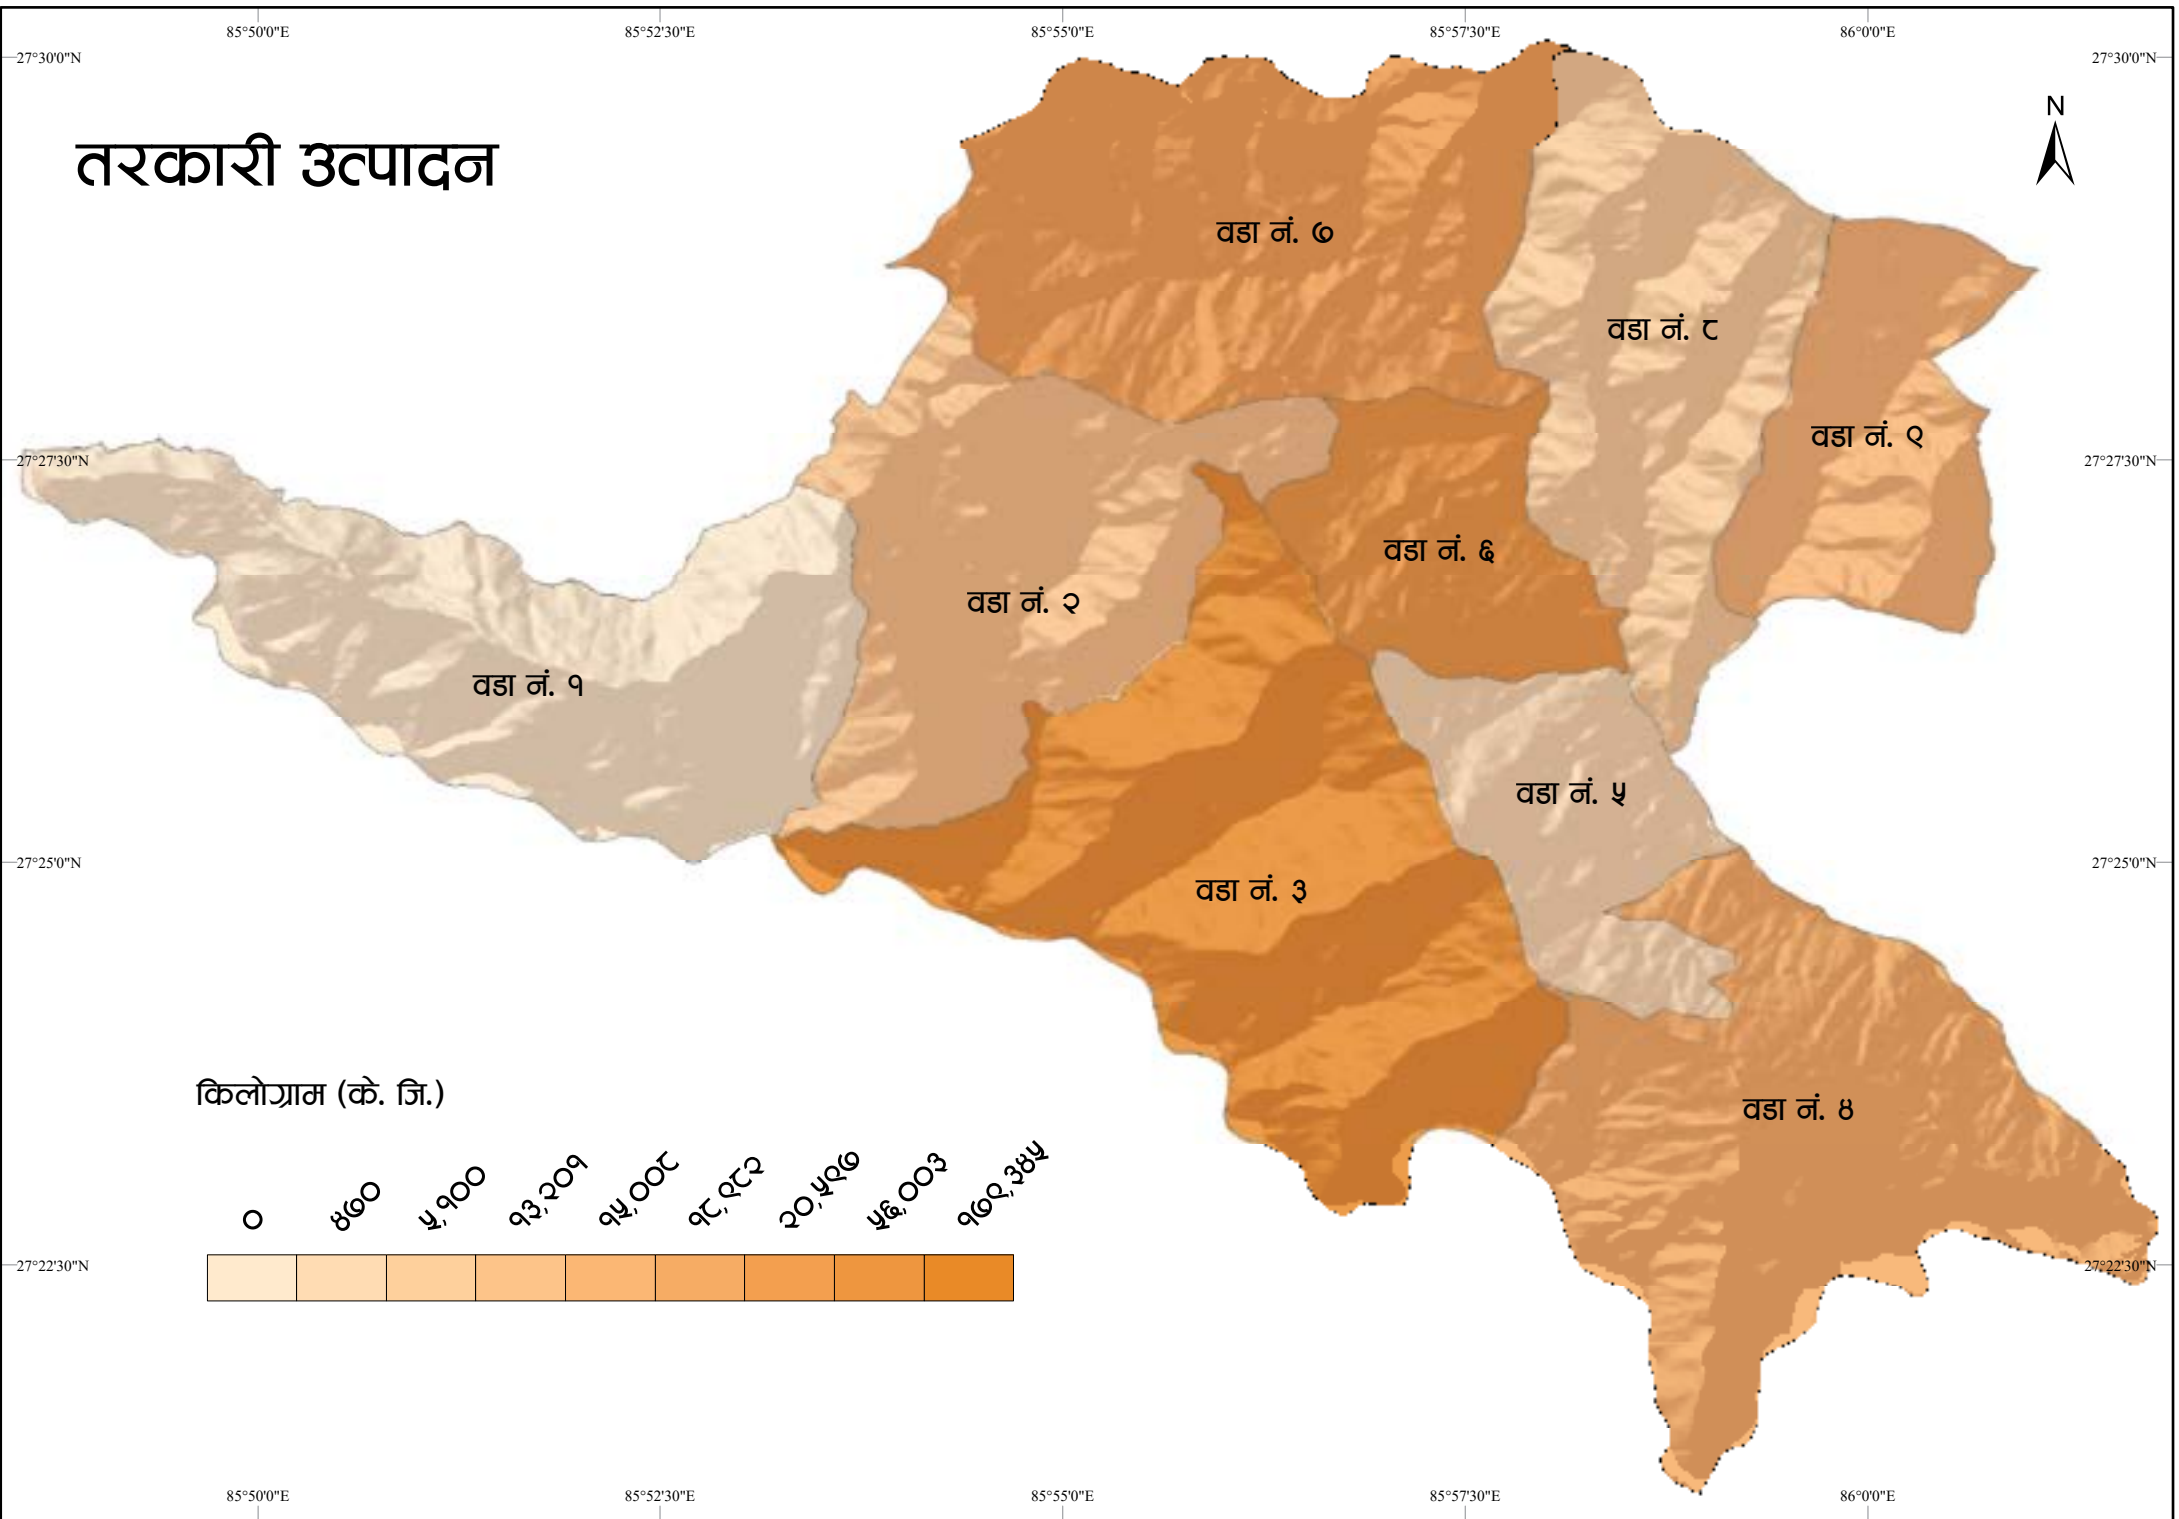 85°50'0"E 85°52'30"E 85°55'0"E 85°57'30"E 86°0'0"E
27°30'0"N 27°30'0"N
N
तरकारी उत्पादन
वडा नं. ७
वडा नं. ८
वडा नं. ९
27°27'30"N 27°27'30"N
वडा नं. ६
वडा नं. २
वडा नं. १
वडा नं. ५
27°25'0"N 27°25'0"N
वडा नं. ३
वडा नं. ४
किलोग्राम (के. जि.)
० ४७० ५,१०० १३,२०१ १५,००८ १८,९८२ २०,५९७ ५६,००३ १७९,३४५
27°22'30"N 27°22'30"N
85°50'0"E 85°52'30"E 85°55'0"E 85°57'30"E 86°0'0"E